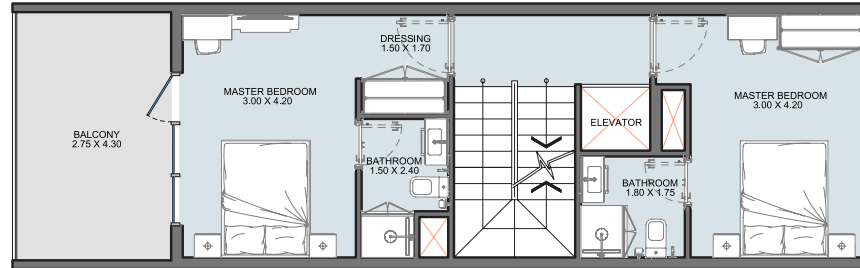 BALCONY
2.75 X 4.30
MASTER BEDROOM
3.00 X 4.20
DRESSING
1.50 X 1.70
BATHROOM
1.50 X 2.40
ELEVATOR
BATHROOM
1.80 X 1.75
MASTER BEDROOM
3.00 X 4.20